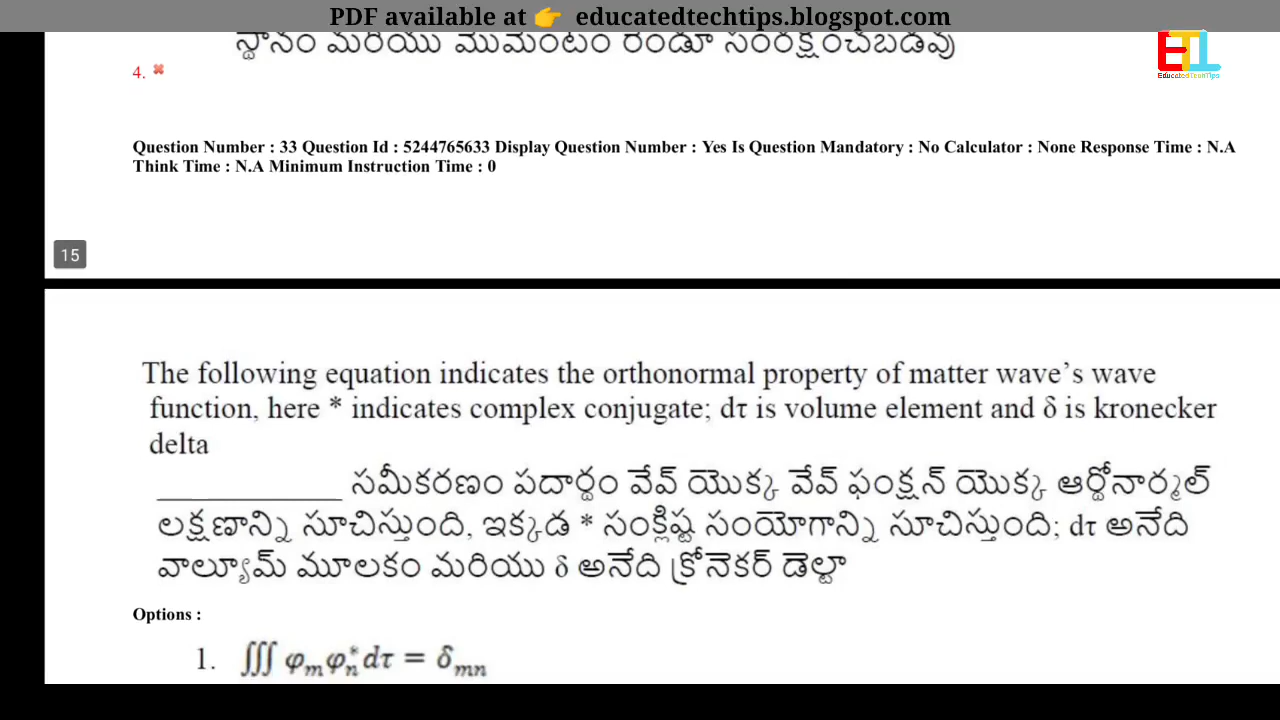 PDF available at 👉 educatedtechtips.blogspot.com
స్థానం మరియు మొమెంటం రెండూ సంరక్షించబడవు
ETL
EducatedTechTips
4.
Question Number : 33 Question Id : 5244765633 Display Question Number : Yes Is Question Mandatory : No Calculator : None Response Time : N.A
Think Time : N.A Minimum Instruction Time : 0
15
The following equation indicates the orthonormal property of matter wave’s wave
function, here * indicates complex conjugate; dτ is volume element and δ is kronecker
delta
____________ సమీకరణం పదార్థం వేవ్ యొక్క వేవ్ ఫంక్షన్ యొక్క ఆర్థోనార్మల్
లక్షణాన్ని సూచిస్తుంది, ఇక్కడ * సంక్లిష్ట సంయోగాన్ని సూచిస్తుంది; dτ అనేది
వాల్యూమ్ మూలకం మరియు δ అనేది క్రోనెకర్ డెల్టా
Options :
1. ∭ φₘφₙ*dτ = δₘₙ